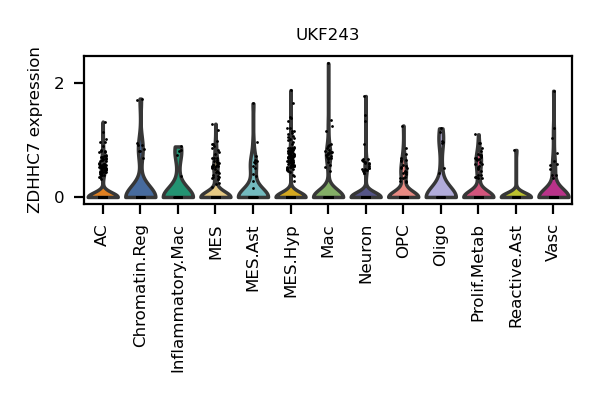 UKF243
ZDHHC7 expression
2
0
AC
Chromatin.Reg
Inflammatory.Mac
MES
MES.Ast
MES.Hyp
Mac
Neuron
OPC
Oligo
Prolif.Metab
Reactive.Ast
Vasc